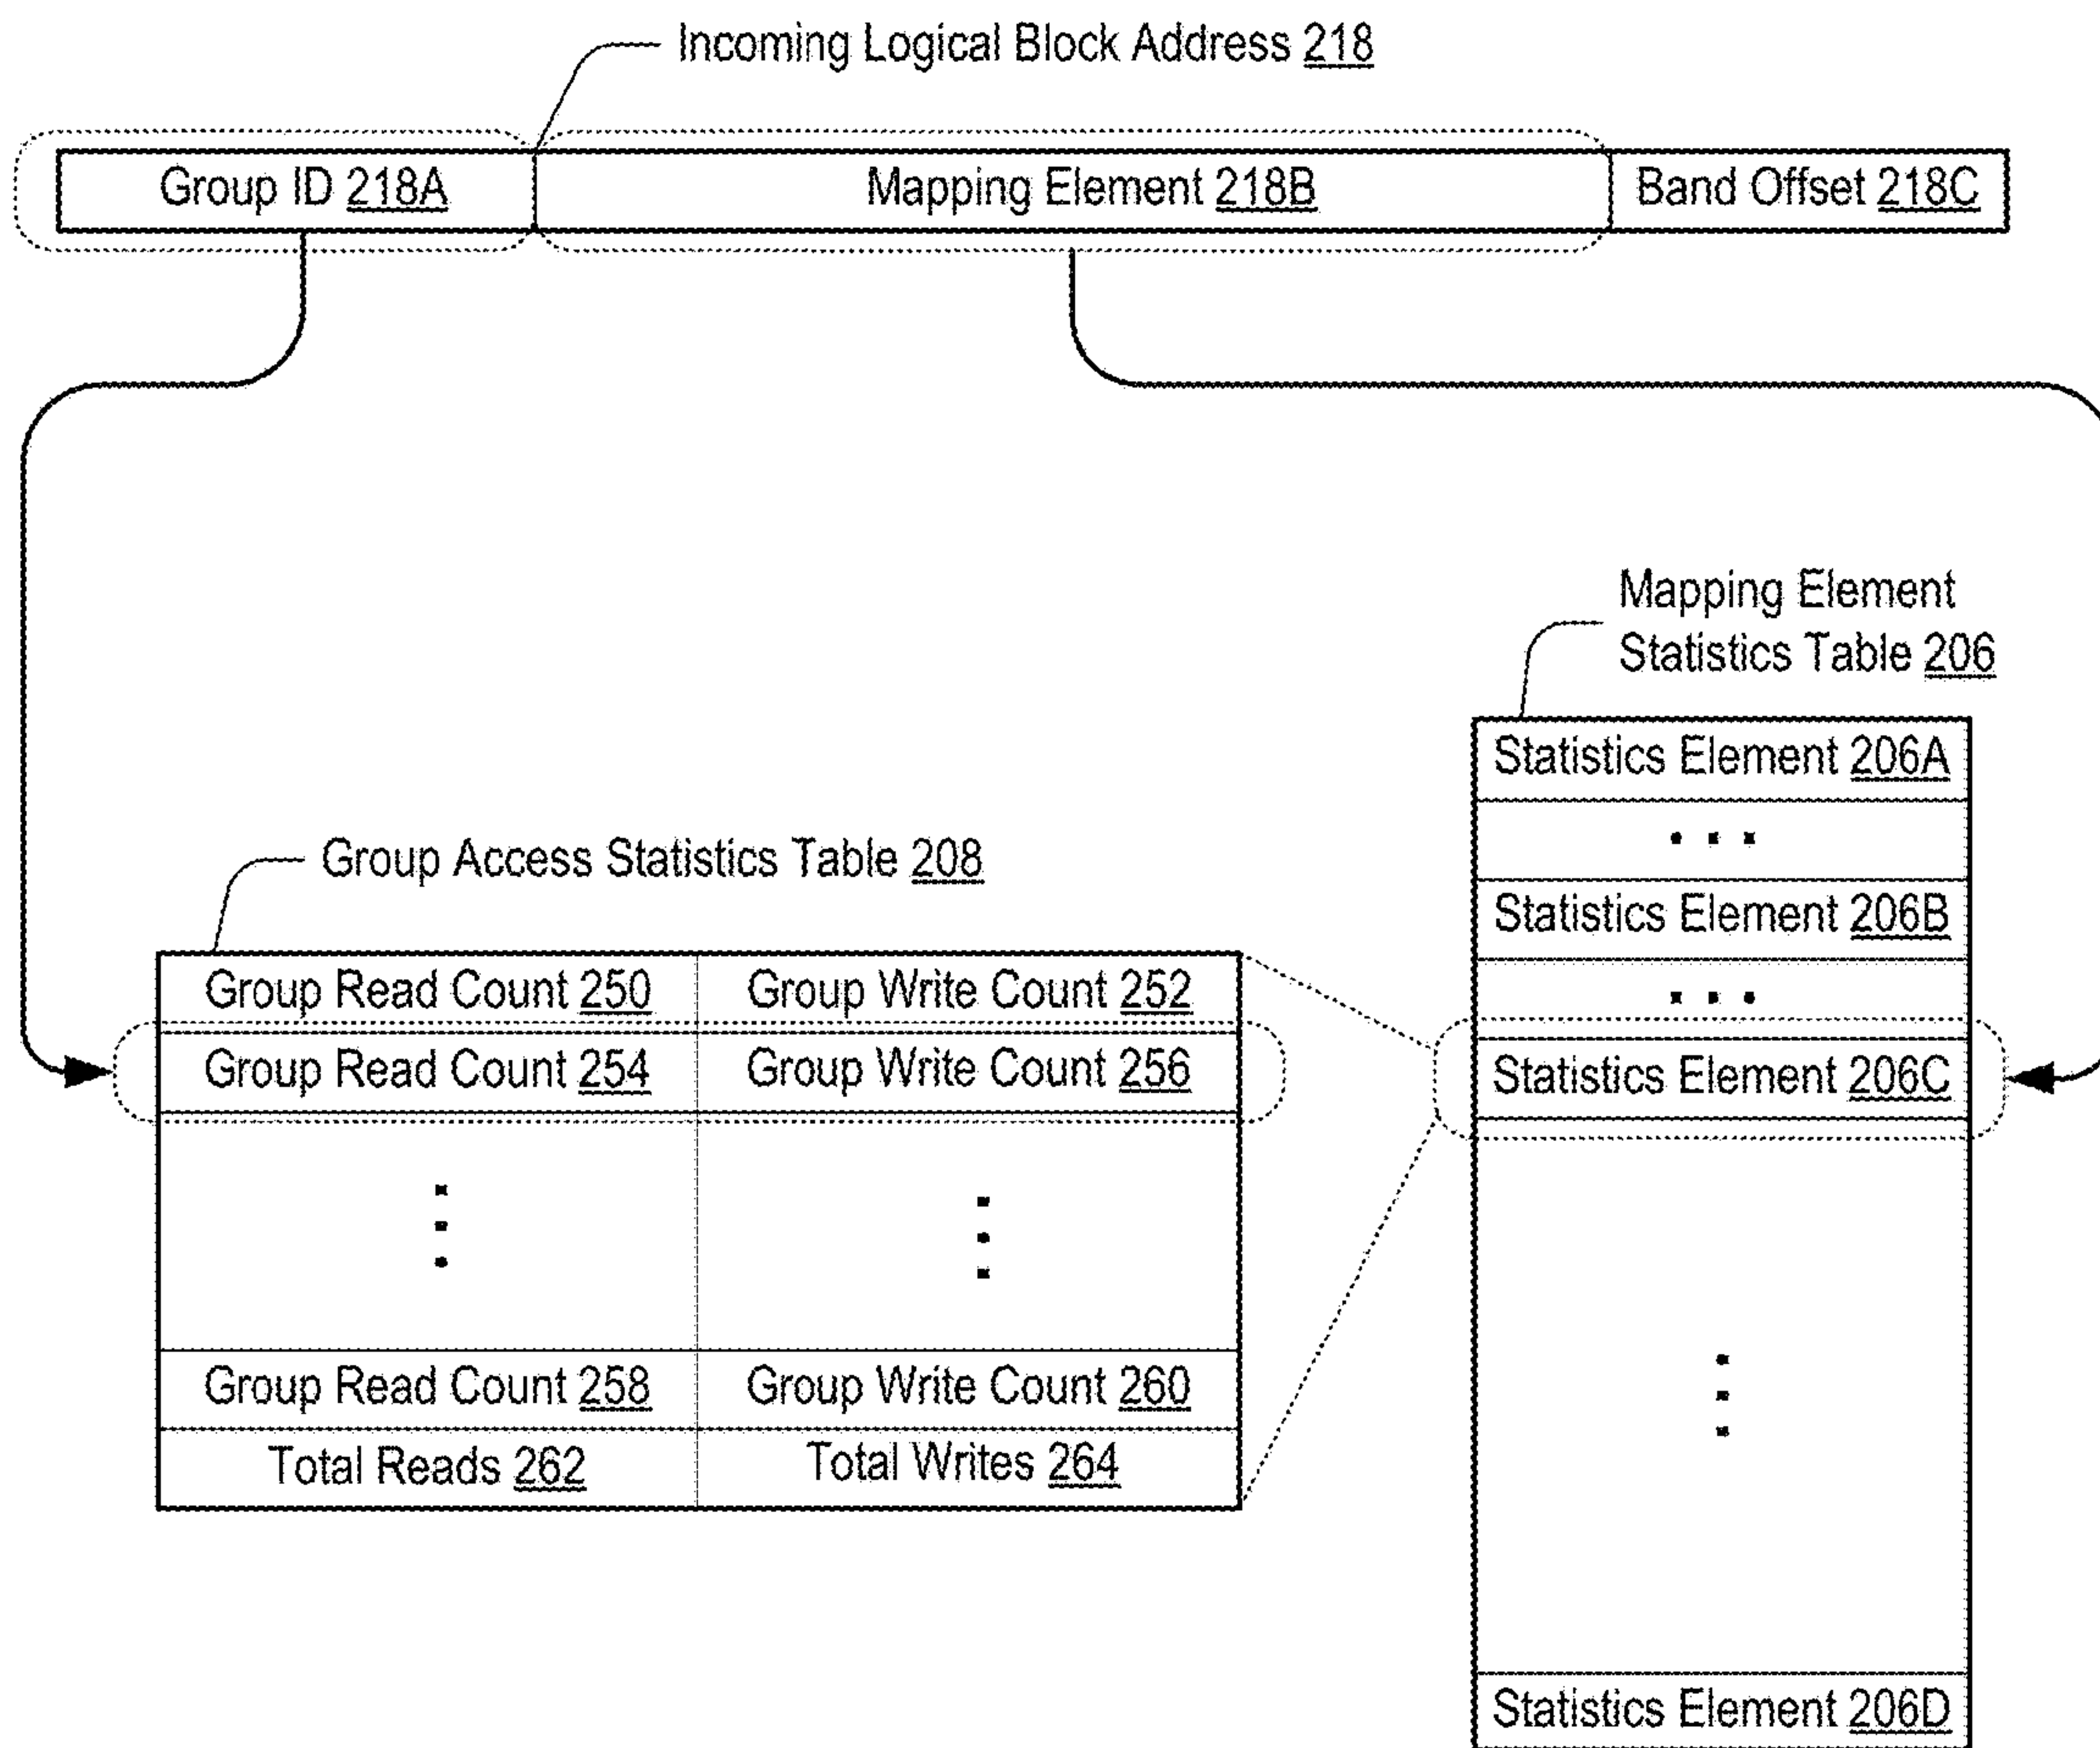 Incoming Logical Block Address 218
Group ID 218A
Mapping Element 218B
Band Offset 218C
Mapping Element
Statistics Table 206
Statistics Element 206A
Statistics Element 206B
Statistics Element 206C
Statistics Element 206D
Group Access Statistics Table 208
Group Read Count 250
Group Write Count 252
Group Read Count 254
Group Write Count 256
Group Read Count 258
Group Write Count 260
Total Reads 262
Total Writes 264